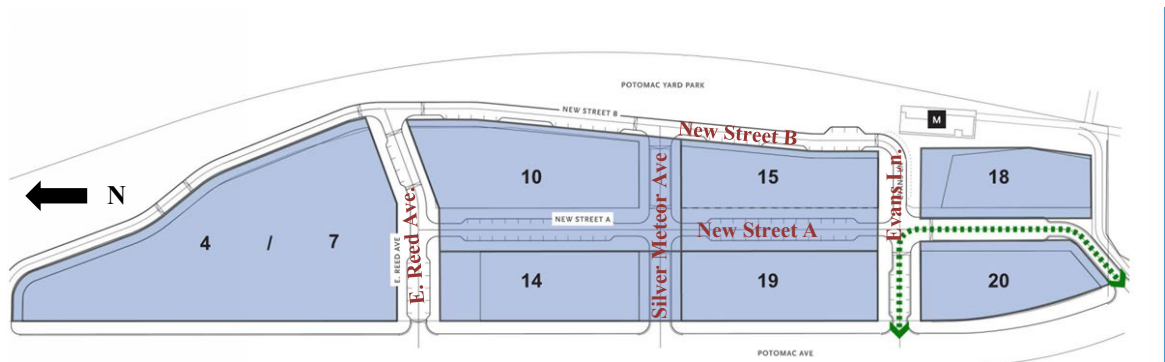 POTOMAC YARD PARK
NEW STREET B
New Street B
M
N
10
15
18
Evans Ln.
E. Reed Ave.
E. REED AVE
Silver Meteor Ave
NEW STREET A
New Street A
4 / 7
14
19
20
POTOMAC AVE